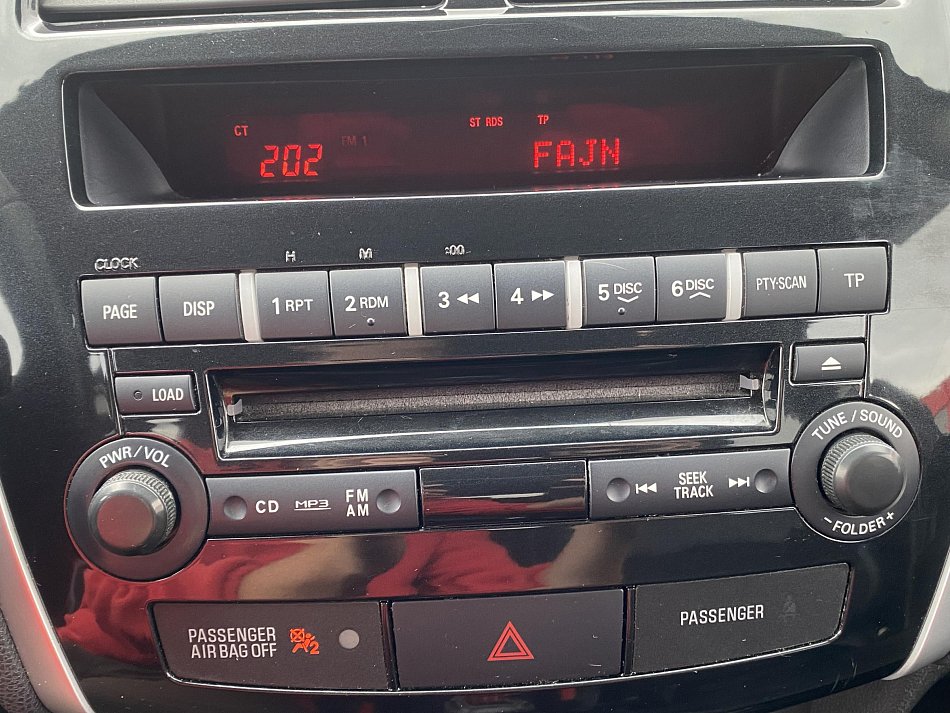 CT
FM 1
ST RDS
TP
202
FAJN
CLOCK
H
M
:00
PAGE
DISP
1 RPT
2 RDM
3
4
5 DISC
6 DISC
PTY-SCAN
TP
LOAD
PWR/VOL
TUNE / SOUND
CD
MP3
FM
AM
SEEK
TRACK
−FOLDER+
PASSENGER
AIR BAG OFF
2
PASSENGER